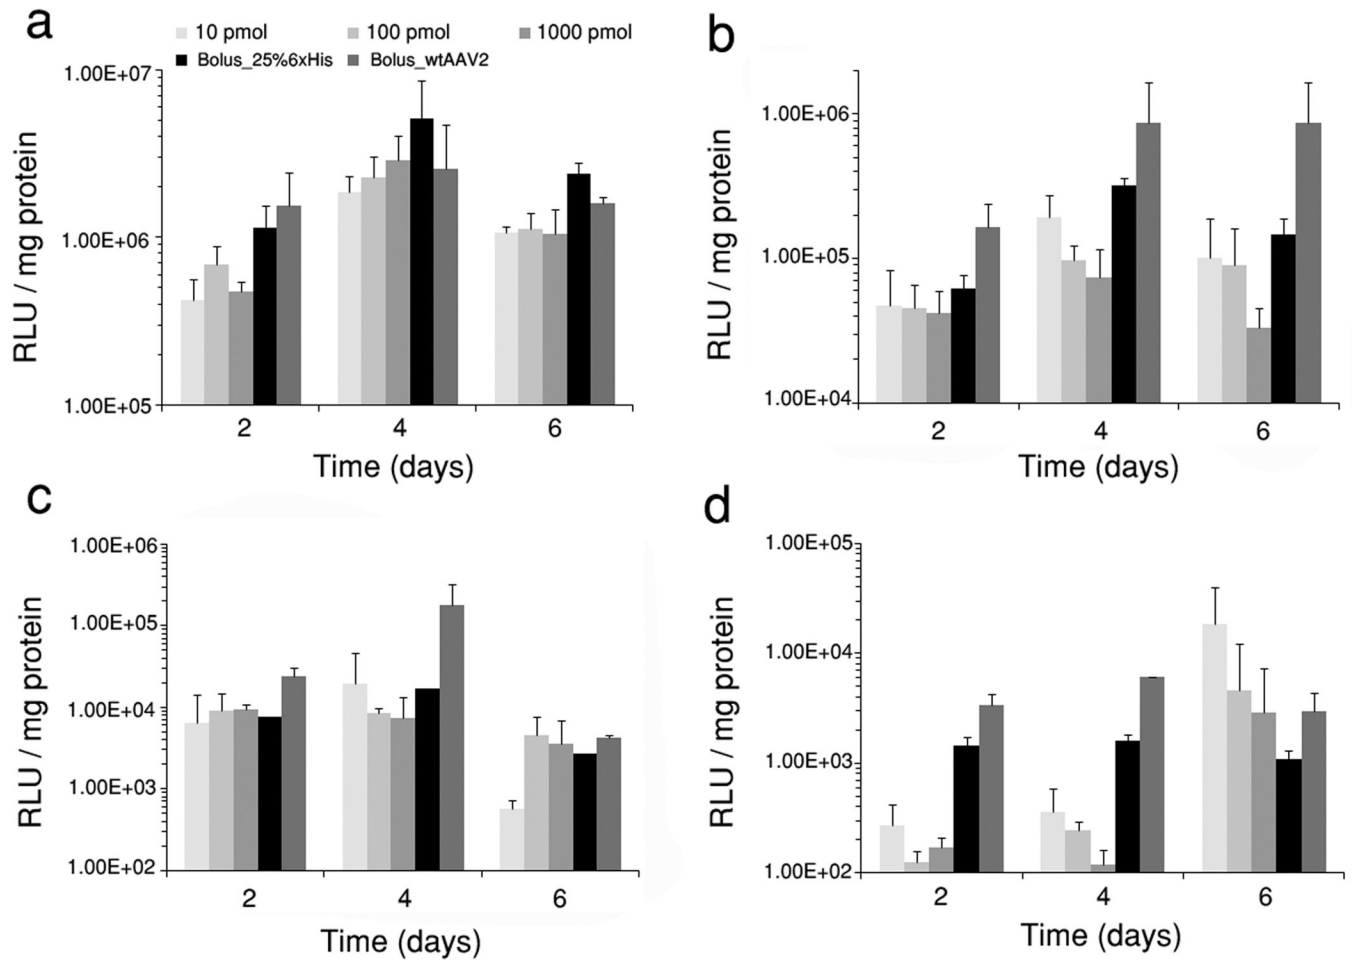 a
10 pmol 100 pmol 1000 pmol
Bolus_25%6xHis Bolus_wtAAV2
1.00E+07
1.00E+06
1.00E+05
RLU / mg protein
2 4 6
Time (days)
b
1.00E+06
1.00E+05
1.00E+04
RLU / mg protein
2 4 6
Time (days)
c
1.00E+06
1.00E+05
1.00E+04
1.00E+03
1.00E+02
RLU / mg protein
2 4 6
Time (days)
d
1.00E+05
1.00E+04
1.00E+03
1.00E+02
RLU / mg protein
2 4 6
Time (days)